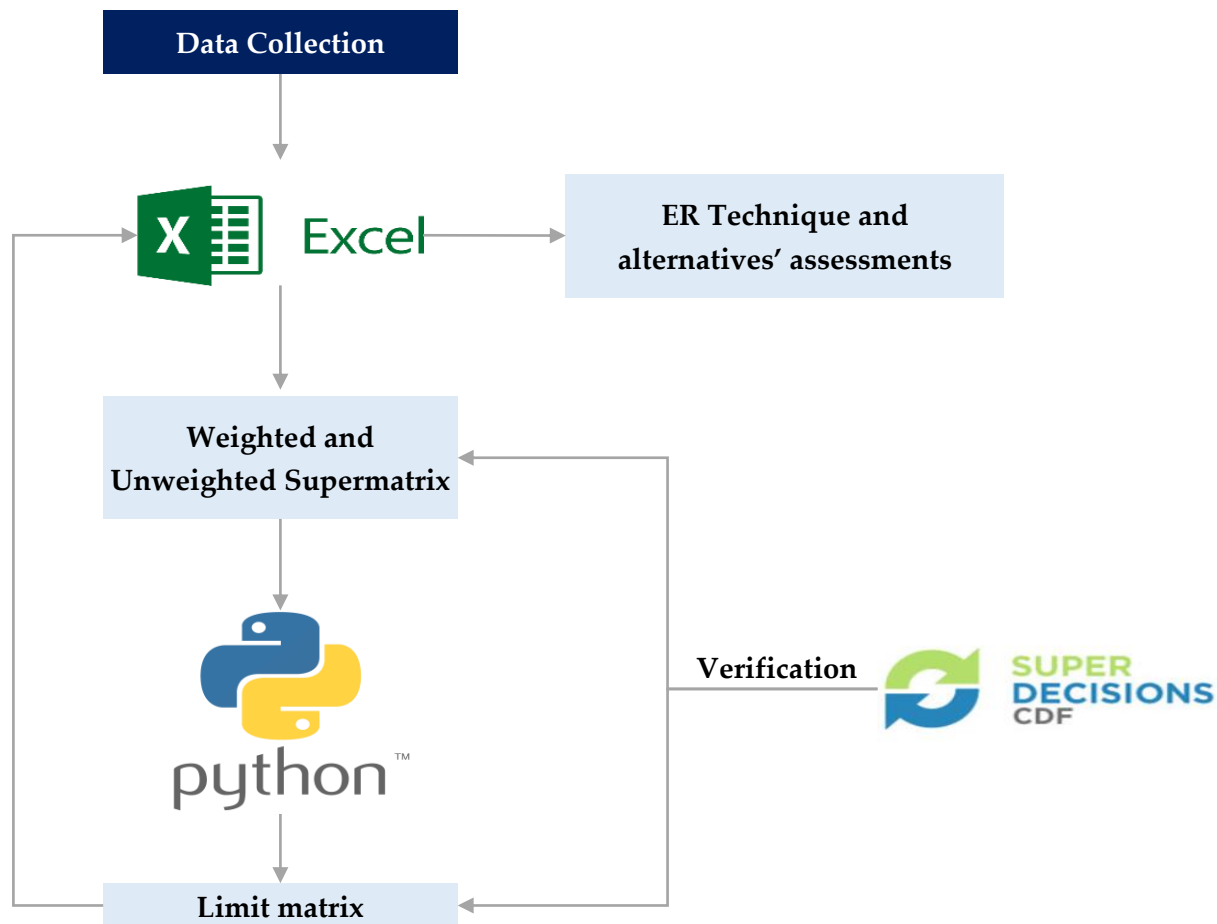 Data Collection
X
Excel
ER Technique and
alternatives’ assessments
Weighted and
Unweighted Supermatrix
python™
Verification
SUPER
DECISIONS
CDF
Limit matrix